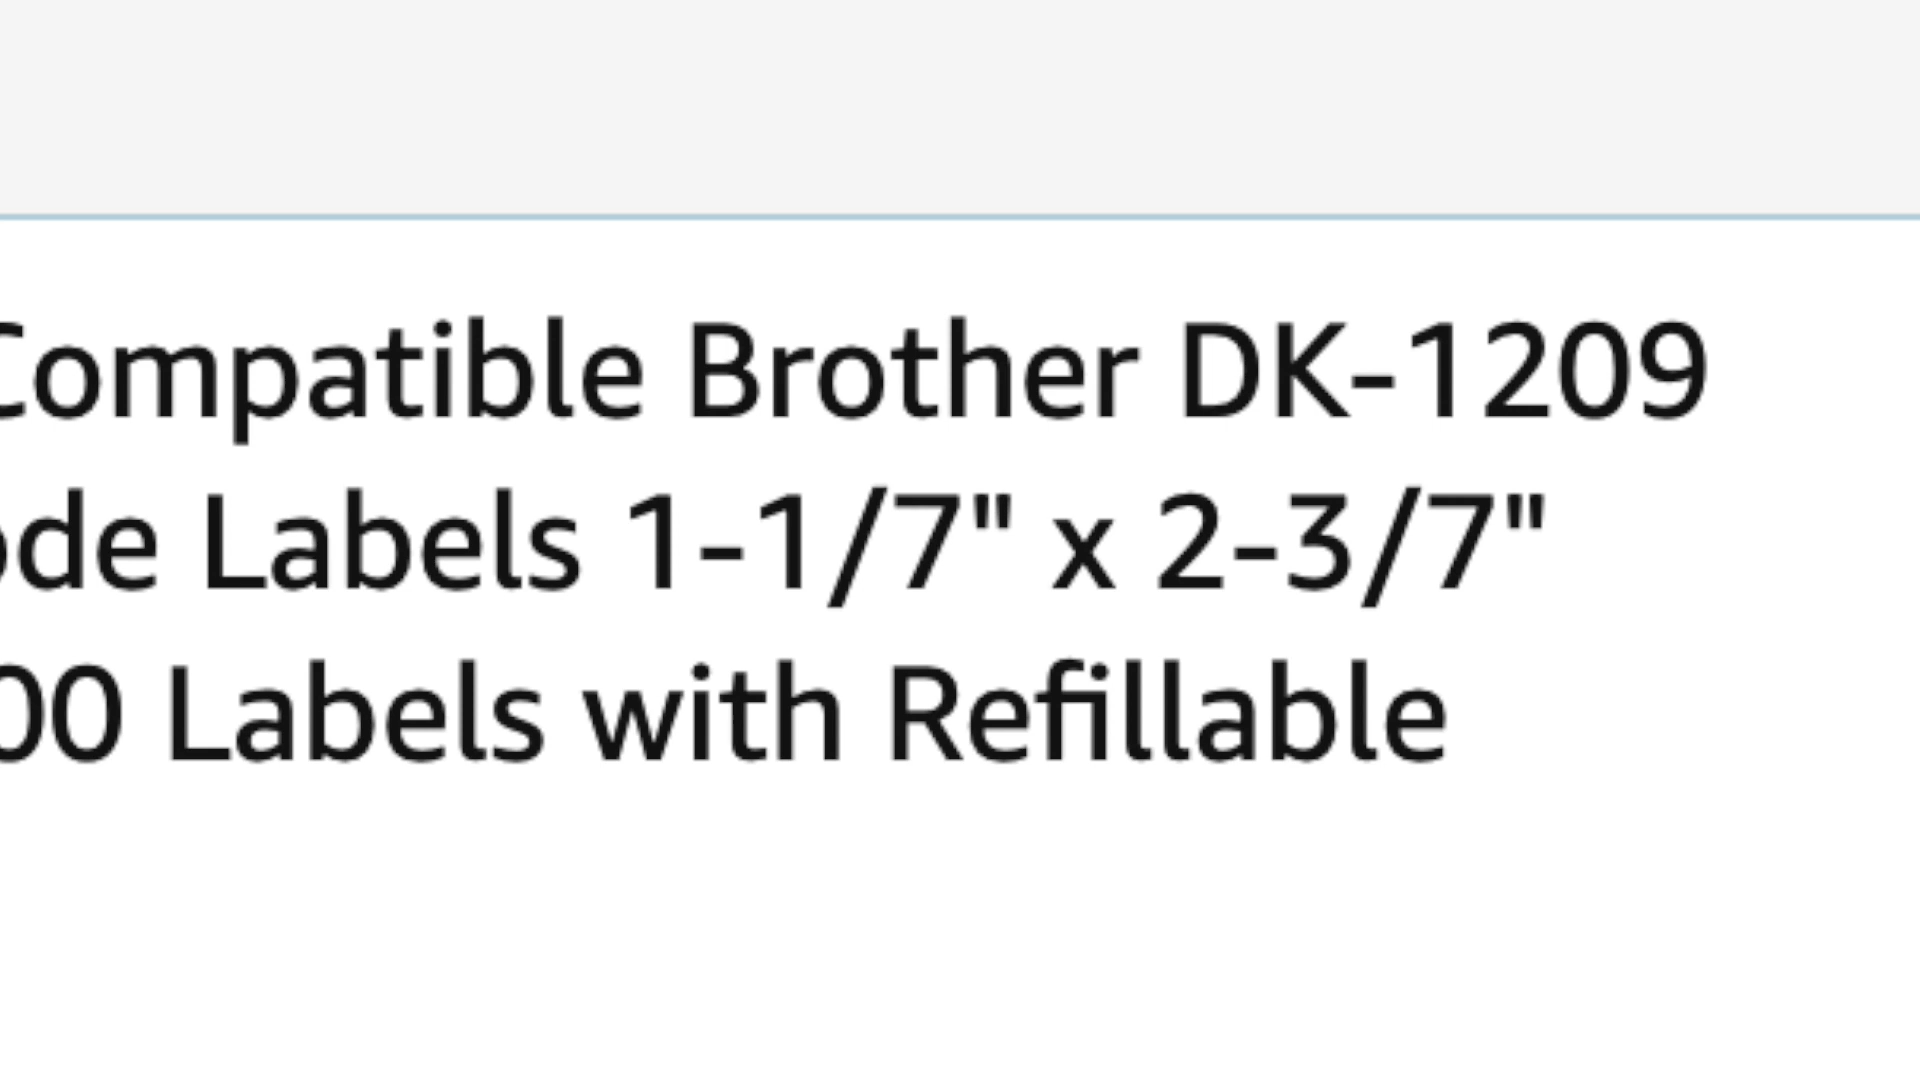 Compatible Brother DK-1209
Labels 1-1/7" x 2-3/7"
Labels with Refillable